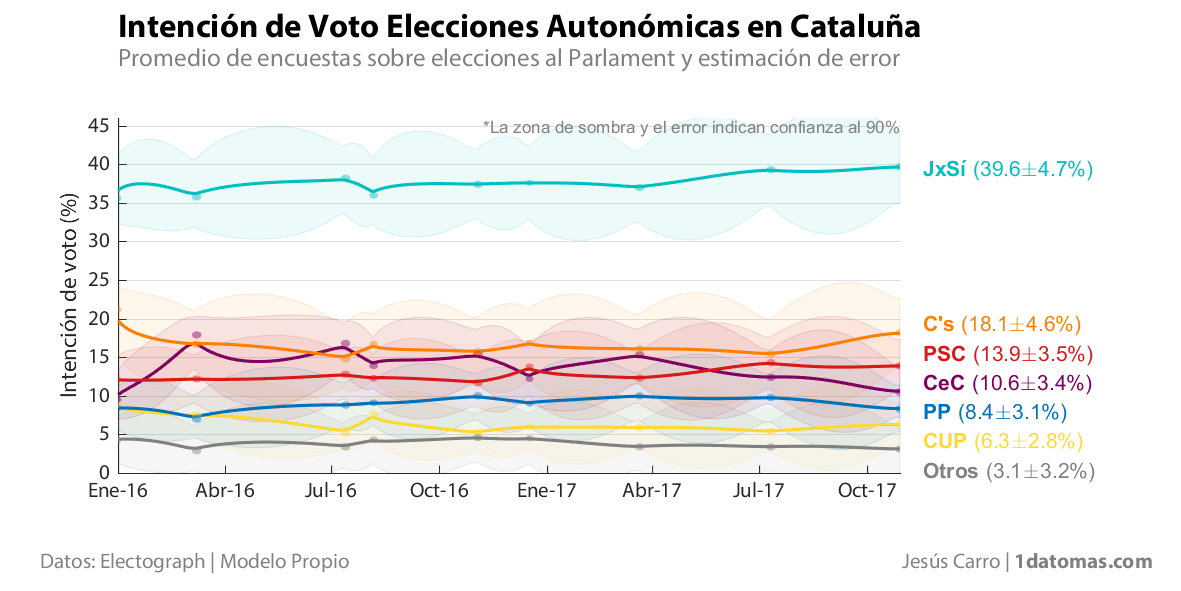 Intención de Voto Elecciones Autonómicas en Cataluña
Promedio de encuestas sobre elecciones al Parlament y estimación de error
*La zona de sombra y el error indican confianza al 90%
Intención de voto (%)
45
40
35
30
25
20
15
10
5
0
Ene-16 Abr-16 Jul-16 Oct-16 Ene-17 Abr-17 Jul-17 Oct-17
JxSí (39.6±4.7%)
C's (18.1±4.6%)
PSC (13.9±3.5%)
CeC (10.6±3.4%)
PP (8.4±3.1%)
CUP (6.3±2.8%)
Otros (3.1±3.2%)
Datos: Electograph | Modelo Propio
Jesús Carro | 1datomas.com